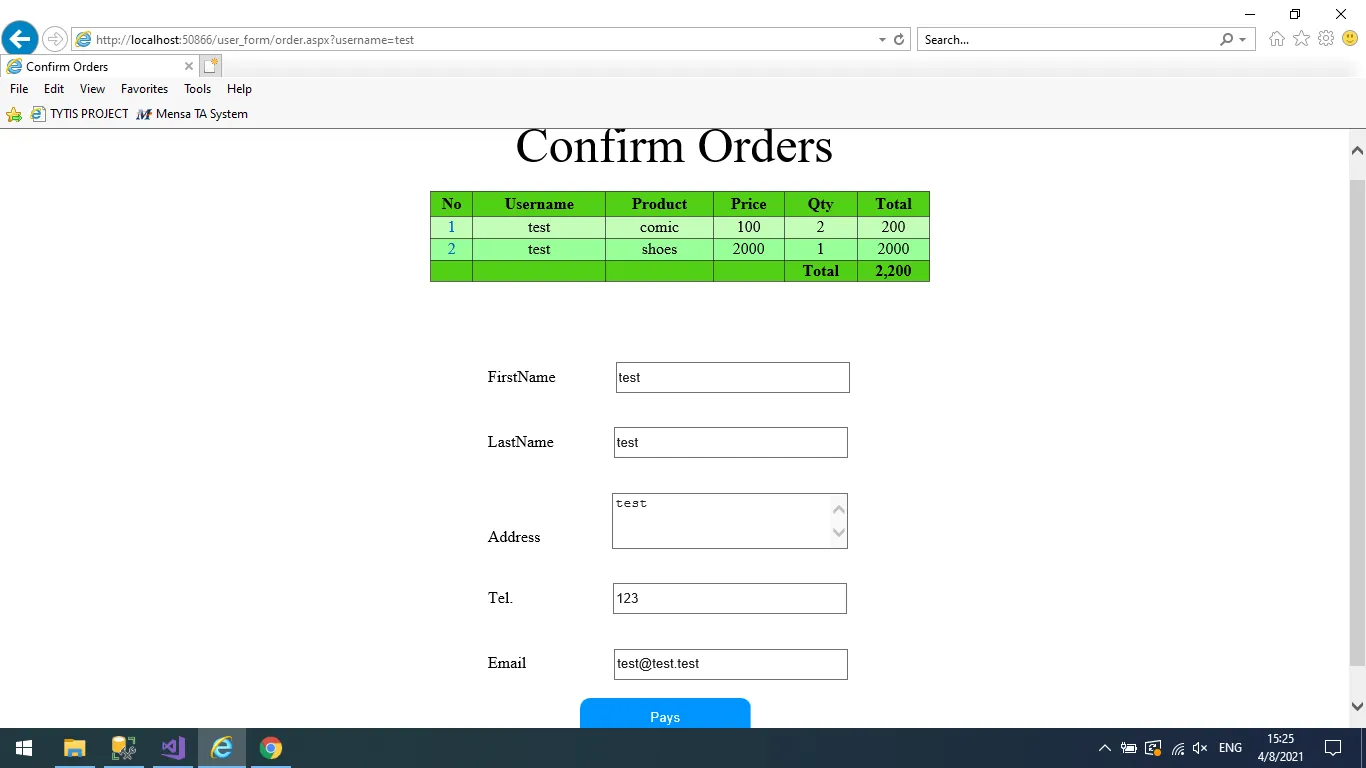 http://localhost:50866/user_form/order.aspx?username=test
Search...
Confirm Orders
File Edit View Favorites Tools Help
TYTIS PROJECT Mensa TA System
Confirm Orders
No Username Product Price Qty Total
1 test comic 100 2 200
2 test shoes 2000 1 2000
Total 2,200
FirstName test
LastName test
Address test
Tel. 123
Email test@test.test
Pays
ENG
15:25
4/8/2021